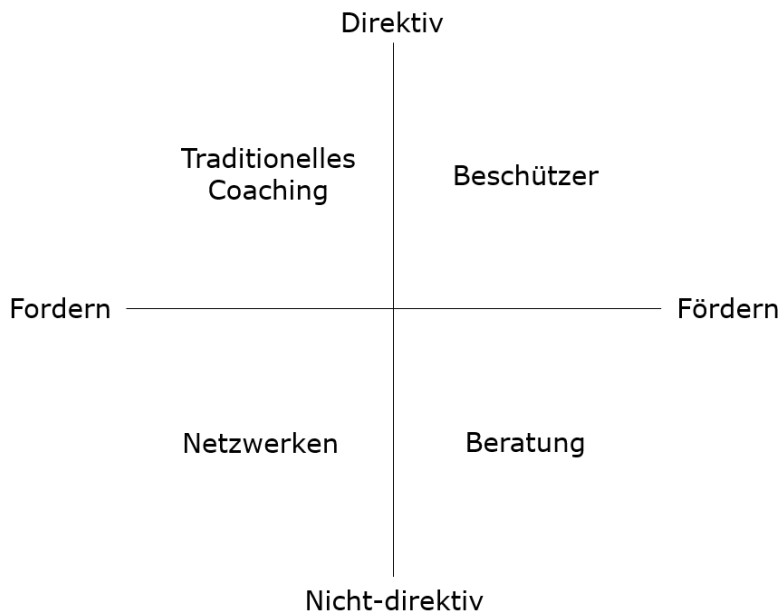 Direktiv
Traditionelles
Coaching
Beschützer
Fordern
Fördern
Netzwerken
Beratung
Nicht-direktiv